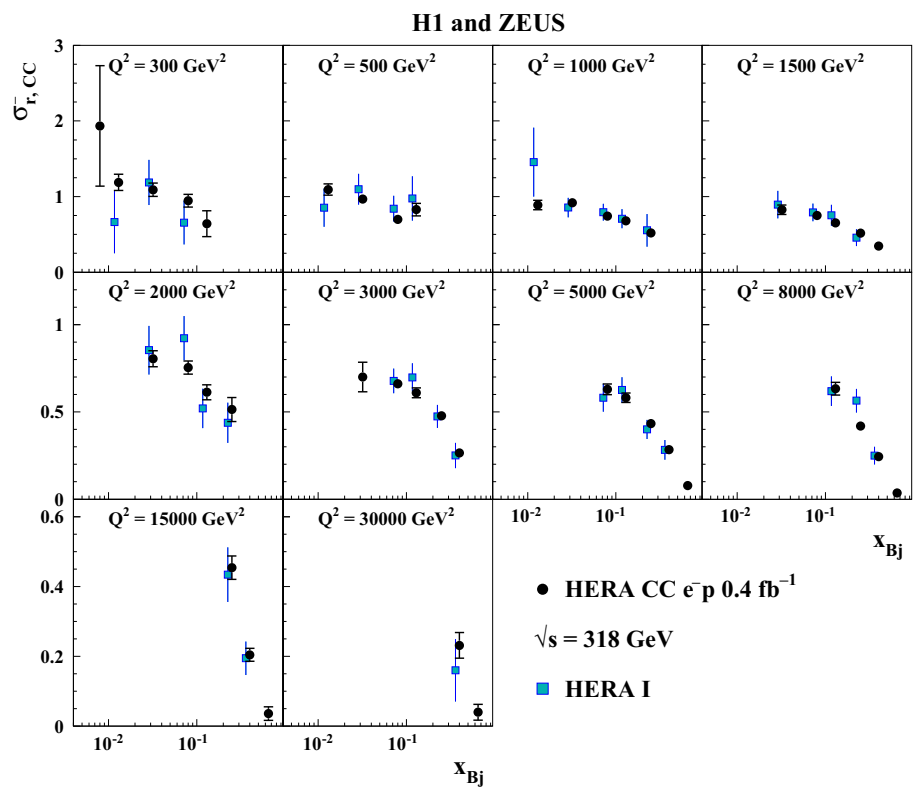 H1 and ZEUS
σ⁻r, CC
3
2
1
0
Q² = 300 GeV²
Q² = 500 GeV²
Q² = 1000 GeV²
Q² = 1500 GeV²
1
0.5
0
Q² = 2000 GeV²
Q² = 3000 GeV²
Q² = 5000 GeV²
Q² = 8000 GeV²
10⁻² 10⁻¹ 10⁻² 10⁻¹
xBj
0.6
0.4
0.2
0
Q² = 15000 GeV²
Q² = 30000 GeV²
10⁻² 10⁻¹ 10⁻² 10⁻¹
xBj
HERA CC e⁻p 0.4 fb⁻¹
√s = 318 GeV
HERA I